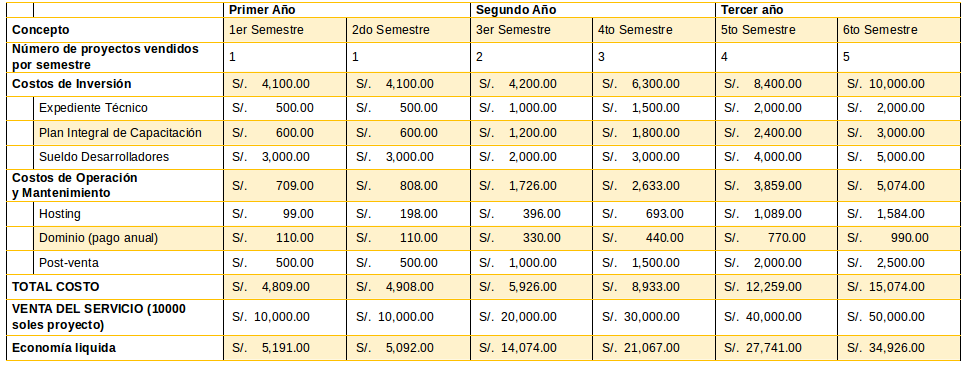 Primer Año Segundo Año Tercer año
Concepto 1er Semestre 2do Semestre 3er Semestre 4to Semestre 5to Semestre 6to Semestre
Número de proyectos vendidos
por semestre 1 1 2 3 4 5
Costos de Inversión S/. 4,100.00 S/. 4,100.00 S/. 4,200.00 S/. 6,300.00 S/. 8,400.00 S/. 10,000.00
Expediente Técnico S/. 500.00 S/. 500.00 S/. 1,000.00 S/. 1,500.00 S/. 2,000.00 S/. 2,000.00
Plan Integral de Capacitación S/. 600.00 S/. 600.00 S/. 1,200.00 S/. 1,800.00 S/. 2,400.00 S/. 3,000.00
Sueldo Desarrolladores S/. 3,000.00 S/. 3,000.00 S/. 2,000.00 S/. 3,000.00 S/. 4,000.00 S/. 5,000.00
Costos de Operación
y Mantenimiento S/. 709.00 S/. 808.00 S/. 1,726.00 S/. 2,633.00 S/. 3,859.00 S/. 5,074.00
Hosting S/. 99.00 S/. 198.00 S/. 396.00 S/. 693.00 S/. 1,089.00 S/. 1,584.00
Dominio (pago anual) S/. 110.00 S/. 110.00 S/. 330.00 S/. 440.00 S/. 770.00 S/. 990.00
Post-venta S/. 500.00 S/. 500.00 S/. 1,000.00 S/. 1,500.00 S/. 2,000.00 S/. 2,500.00
TOTAL COSTO S/. 4,809.00 S/. 4,908.00 S/. 5,926.00 S/. 8,933.00 S/. 12,259.00 S/. 15,074.00
VENTA DEL SERVICIO (10000
soles proyecto) S/. 10,000.00 S/. 10,000.00 S/. 20,000.00 S/. 30,000.00 S/. 40,000.00 S/. 50,000.00
Economía liquida S/. 5,191.00 S/. 5,092.00 S/. 14,074.00 S/. 21,067.00 S/. 27,741.00 S/. 34,926.00